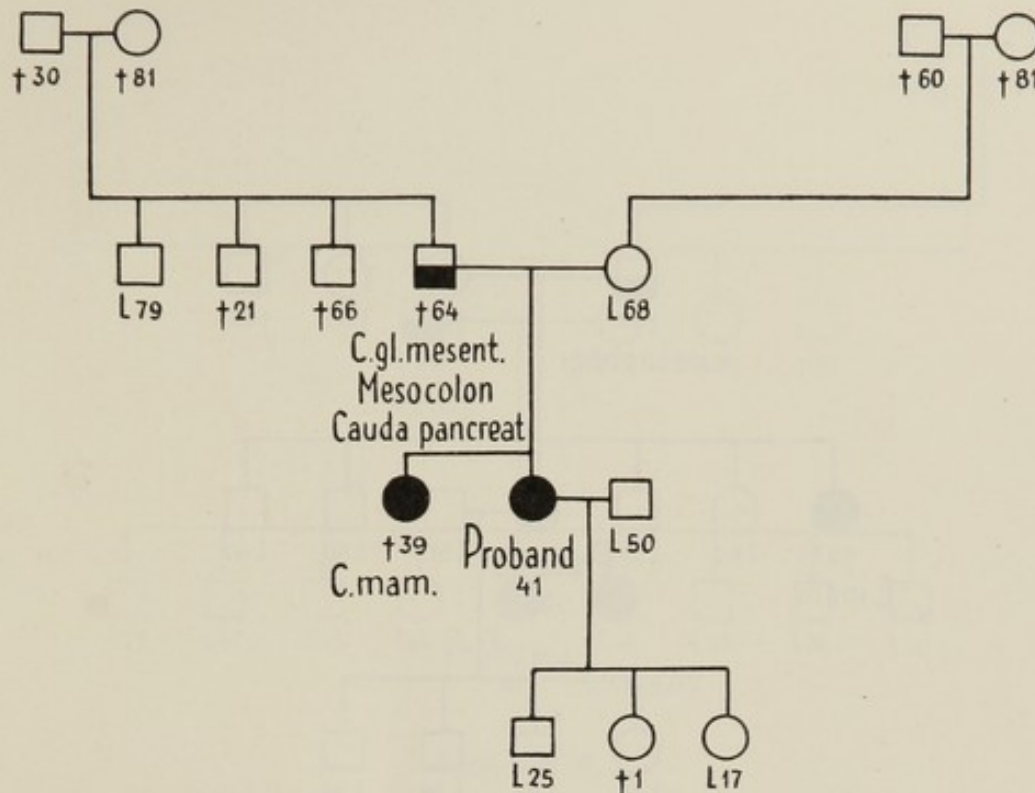 †30 †81 †60 †81
L79 †21 †66 †64 L68
C.gl.mesent.
Mesocolon
Cauda pancreat
†39 Proband L50
C.mam. 41
L25 †1 L17